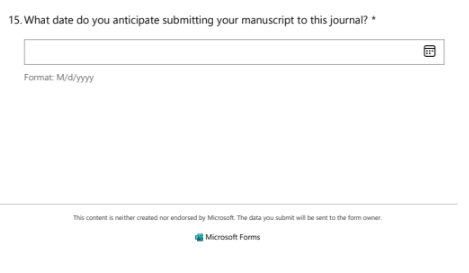 15. What date do you anticipate submitting your manuscript to this journal? *
Format: M/d/yyyy
This content is neither created nor endorsed by Microsoft. The data you submit will be sent to the form owner.
Microsoft Forms